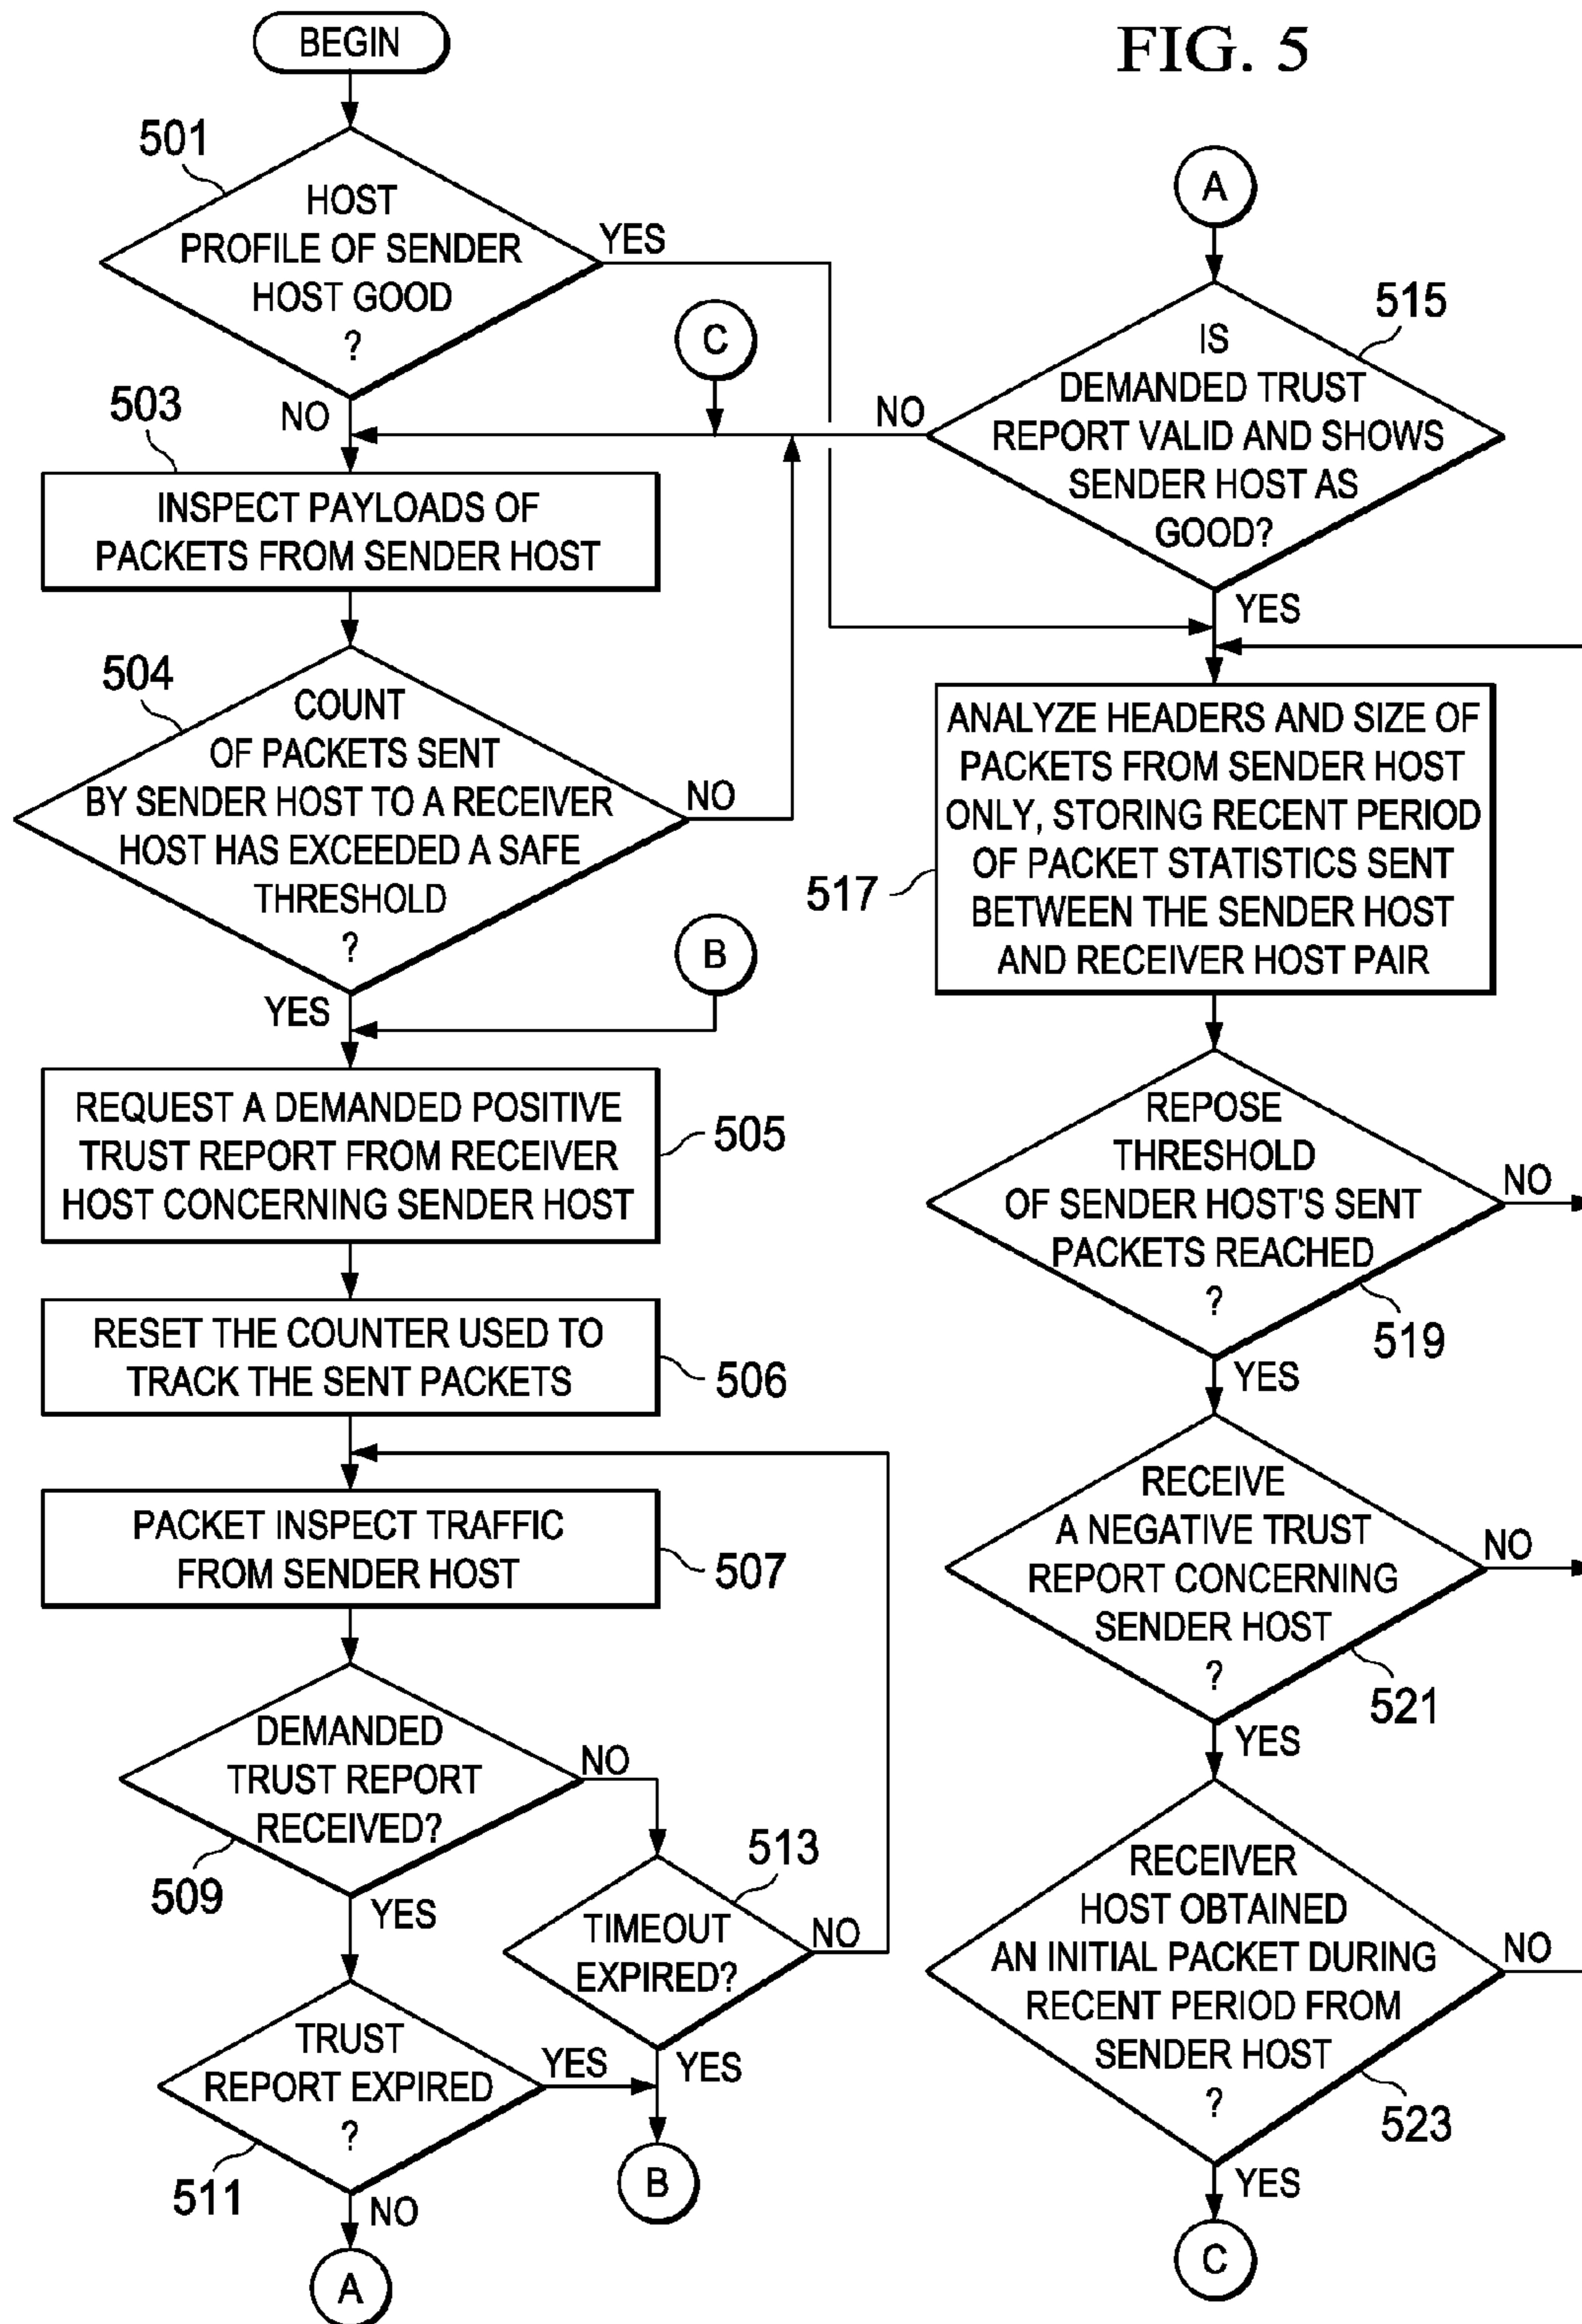 FIG. 5
BEGIN
501
HOST
PROFILE OF SENDER
HOST GOOD
?
YES
NO
503
INSPECT PAYLOADS OF
PACKETS FROM SENDER HOST
504
COUNT
OF PACKETS SENT
BY SENDER HOST TO A RECEIVER
HOST HAS EXCEEDED A SAFE
THRESHOLD
?
NO
YES
C
B
REQUEST A DEMANDED POSITIVE
TRUST REPORT FROM RECEIVER
HOST CONCERNING SENDER HOST
505
RESET THE COUNTER USED TO
TRACK THE SENT PACKETS
506
PACKET INSPECT TRAFFIC
FROM SENDER HOST
507
DEMANDED
TRUST REPORT
RECEIVED?
509
NO
YES
513
TIMEOUT
EXPIRED?
NO
YES
TRUST
REPORT EXPIRED
?
511
YES
NO
B
A
A
515
IS
DEMANDED TRUST
REPORT VALID AND SHOWS
SENDER HOST AS
GOOD?
NO
YES
ANALYZE HEADERS AND SIZE OF
PACKETS FROM SENDER HOST
ONLY, STORING RECENT PERIOD
OF PACKET STATISTICS SENT
BETWEEN THE SENDER HOST
AND RECEIVER HOST PAIR
517
REPOSE
THRESHOLD
OF SENDER HOST'S SENT
PACKETS REACHED
?
519
NO
YES
RECEIVE
A NEGATIVE TRUST
REPORT CONCERNING
SENDER HOST
?
521
NO
YES
RECEIVER
HOST OBTAINED
AN INITIAL PACKET DURING
RECENT PERIOD FROM
SENDER HOST
?
523
NO
YES
C